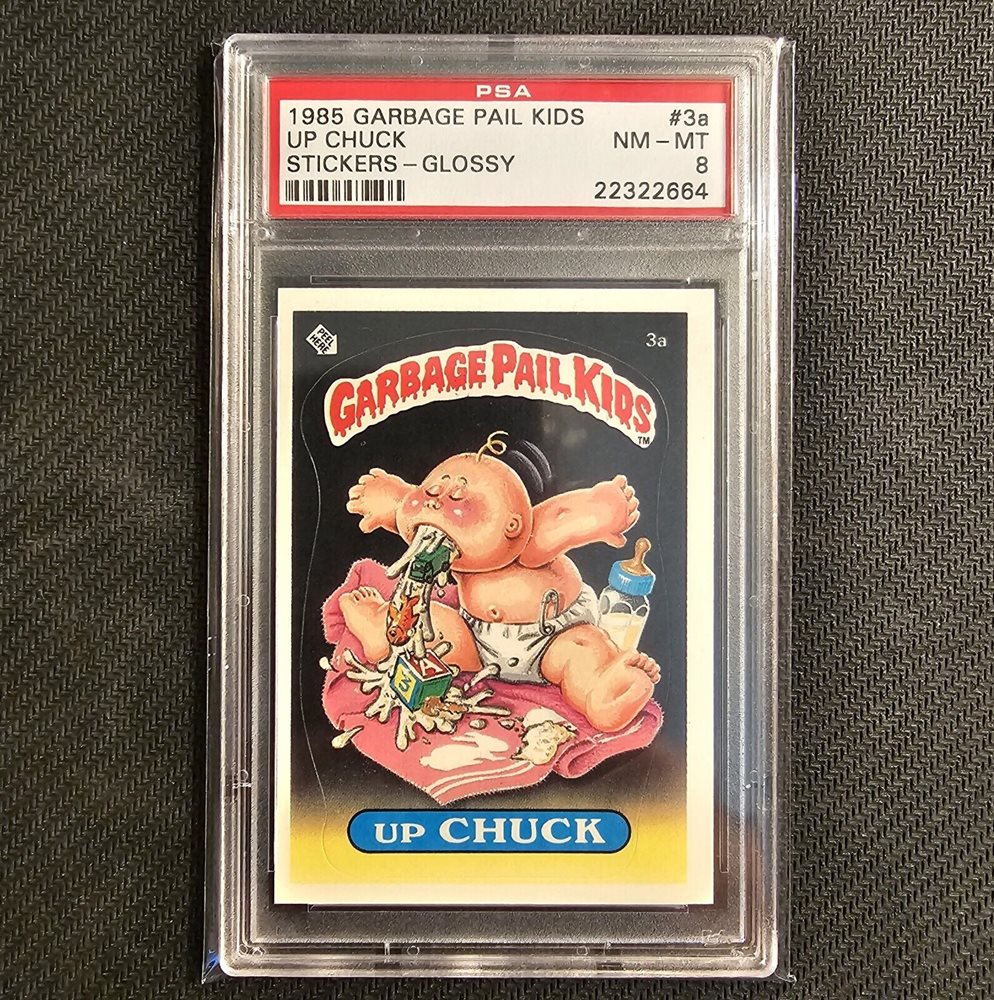 PSA
1985 GARBAGE PAIL KIDS #3a
UP CHUCK NM - MT
STICKERS - GLOSSY 8
22322664
PEEL
HERE
3a
GARBAGE PAIL KIDS
TM
A
3
UP CHUCK